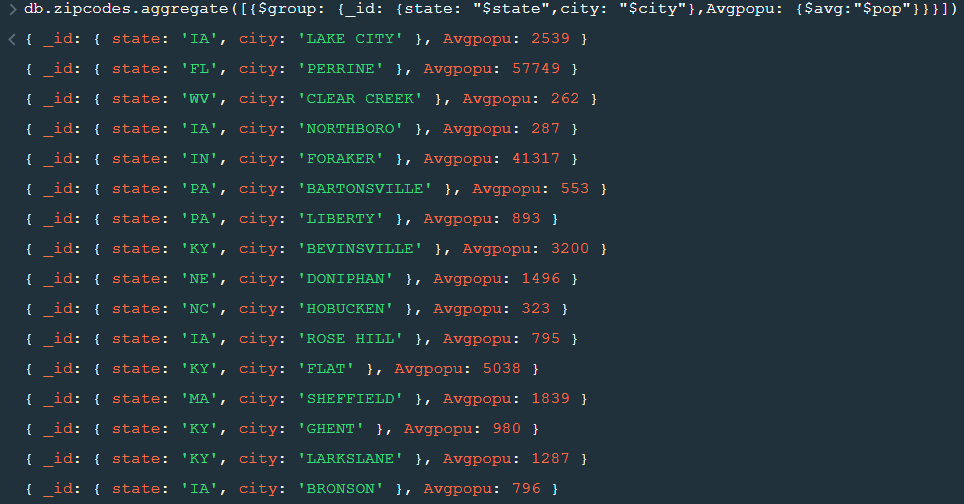 > db.zipcodes.aggregate([{$group: {_id: {state: "$state",city: "$city"},Avgpopu: {$avg:"$pop"}}}])
< { _id: { state: 'IA', city: 'LAKE CITY' }, Avgpopu: 2539 }
{ _id: { state: 'FL', city: 'PERRINE' }, Avgpopu: 57749 }
{ _id: { state: 'WV', city: 'CLEAR CREEK' }, Avgpopu: 262 }
{ _id: { state: 'IA', city: 'NORTHBORO' }, Avgpopu: 287 }
{ _id: { state: 'IN', city: 'FORAKER' }, Avgpopu: 41317 }
{ _id: { state: 'PA', city: 'BARTONSVILLE' }, Avgpopu: 553 }
{ _id: { state: 'PA', city: 'LIBERTY' }, Avgpopu: 893 }
{ _id: { state: 'KY', city: 'BEVINSVILLE' }, Avgpopu: 3200 }
{ _id: { state: 'NE', city: 'DONIPHAN' }, Avgpopu: 1496 }
{ _id: { state: 'NC', city: 'HOBUCKEN' }, Avgpopu: 323 }
{ _id: { state: 'IA', city: 'ROSE HILL' }, Avgpopu: 795 }
{ _id: { state: 'KY', city: 'FLAT' }, Avgpopu: 5038 }
{ _id: { state: 'MA', city: 'SHEFFIELD' }, Avgpopu: 1839 }
{ _id: { state: 'KY', city: 'GHENT' }, Avgpopu: 980 }
{ _id: { state: 'KY', city: 'LARKSLANE' }, Avgpopu: 1287 }
{ _id: { state: 'IA', city: 'BRONSON' }, Avgpopu: 796 }